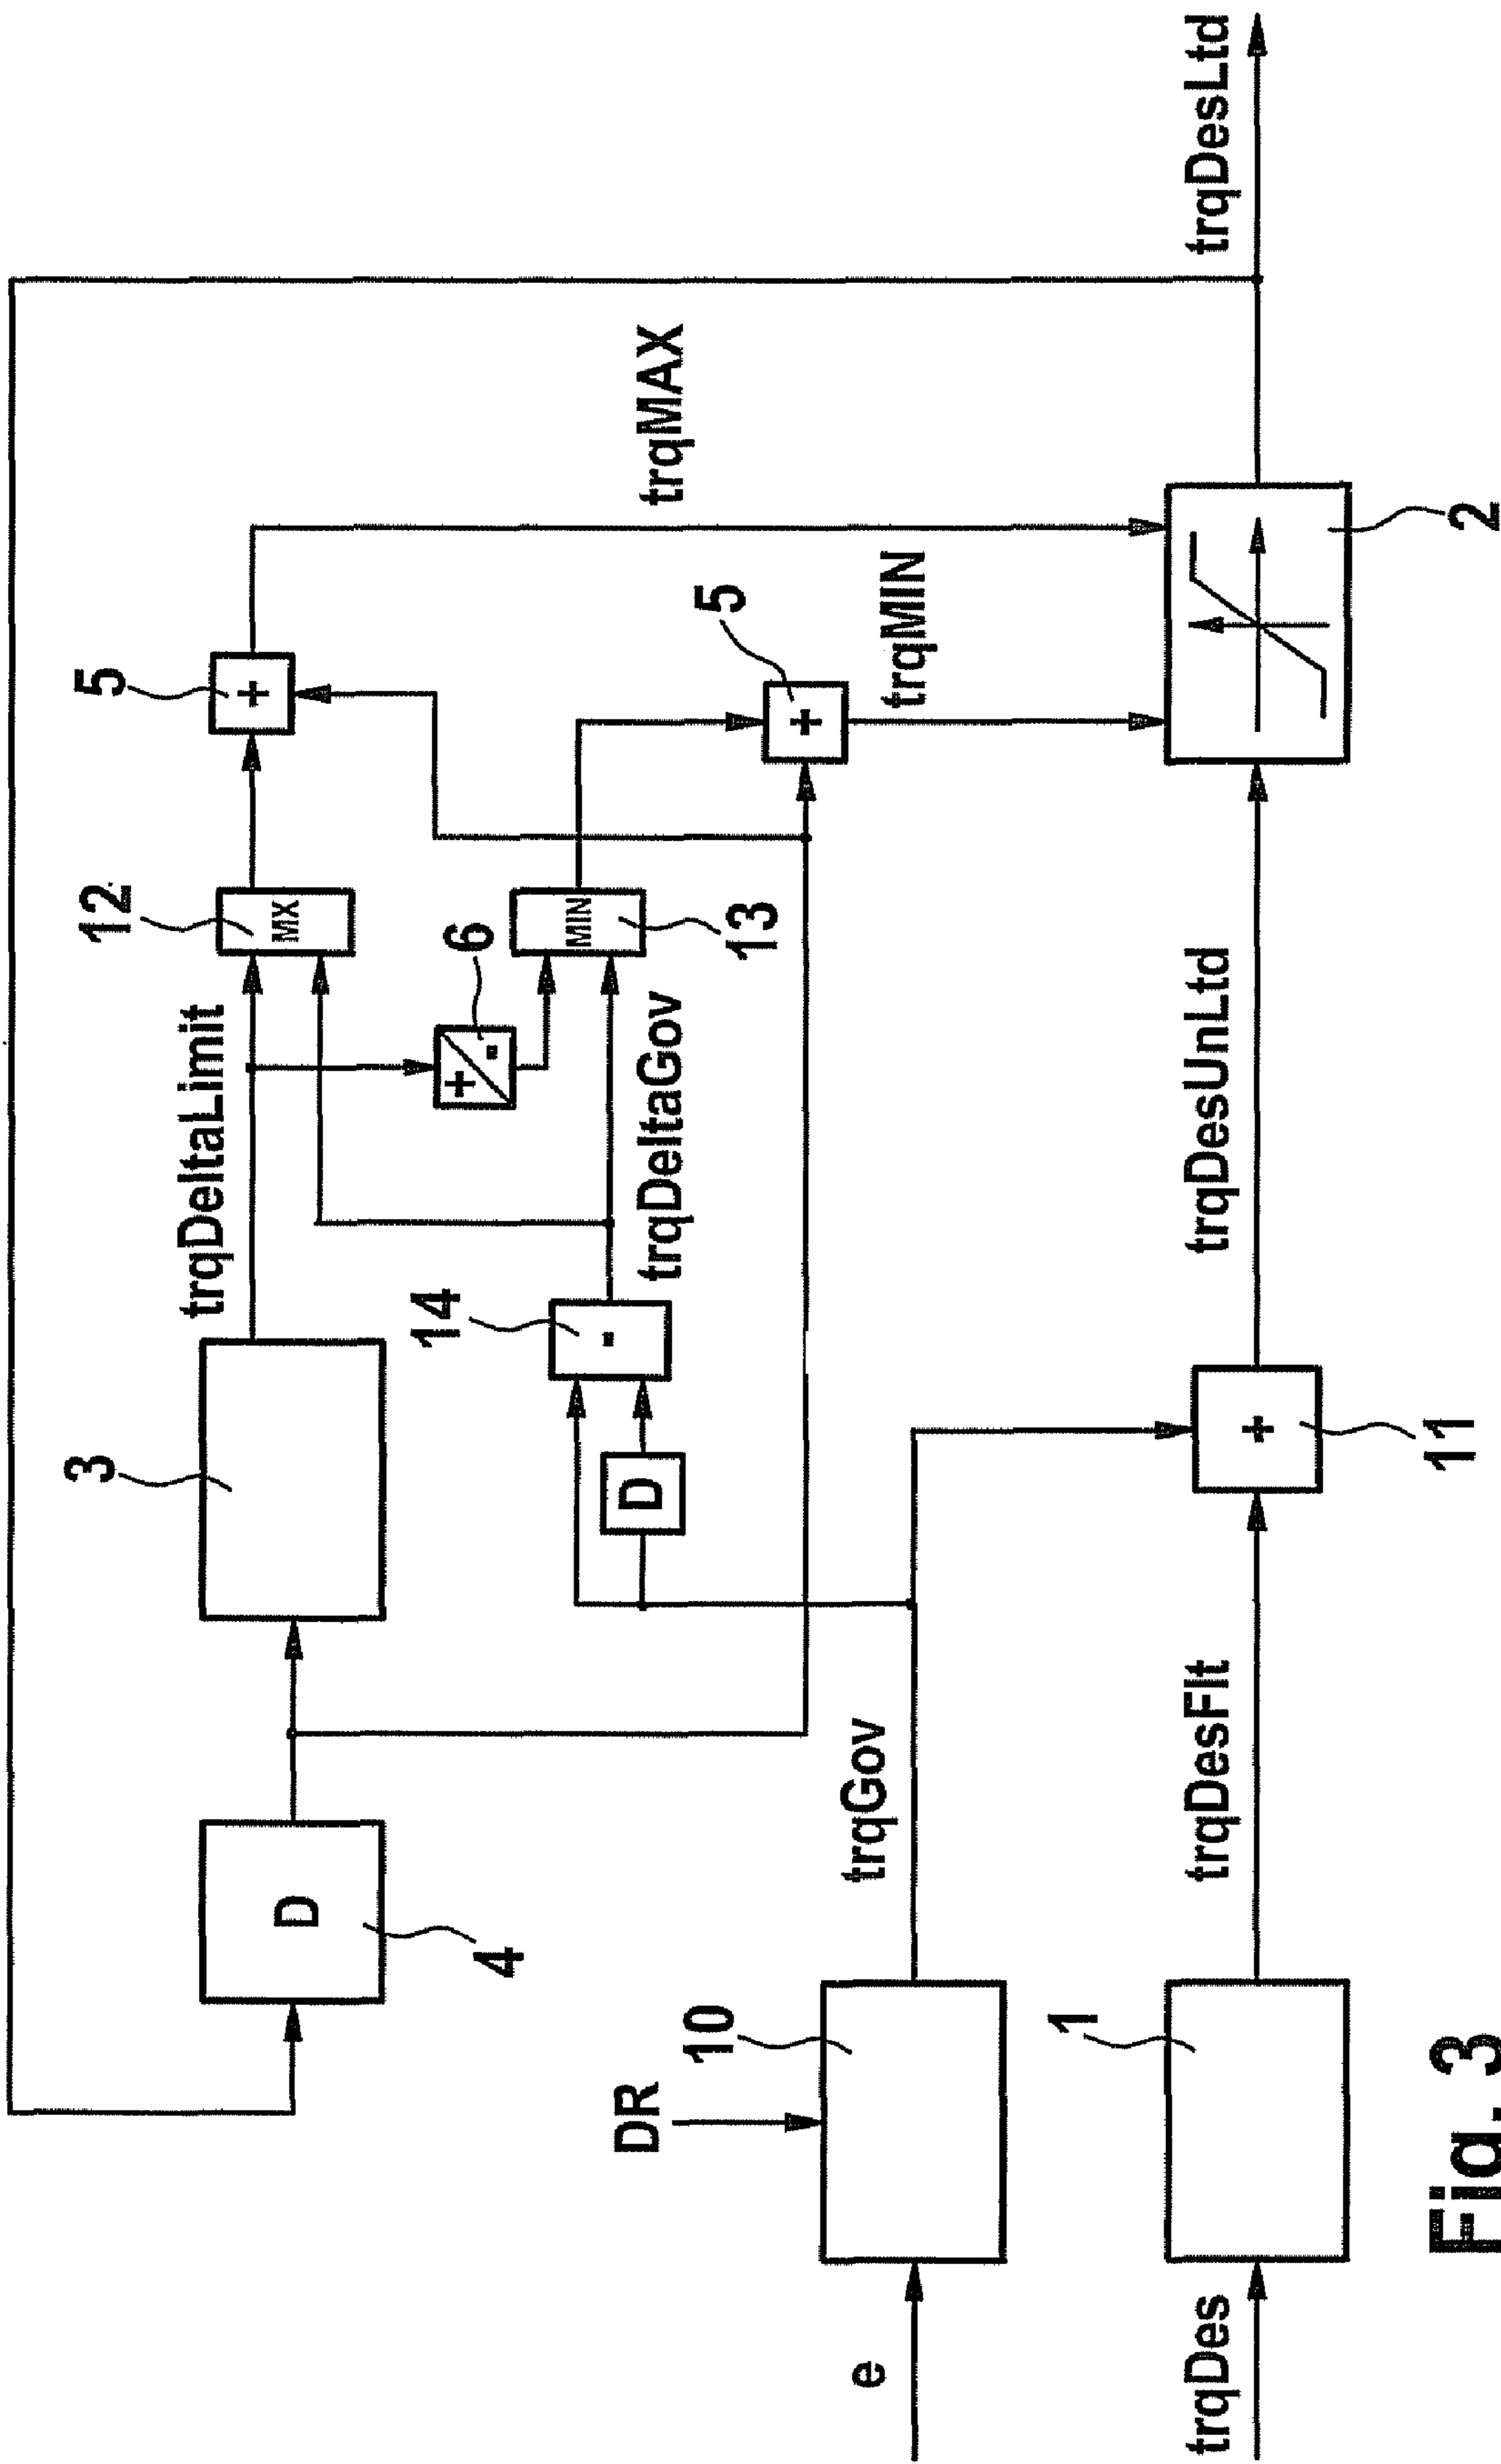 trqDeltaLimit
12
MX
5
+
trqMAX
3
14
-
6
+
-
MIN
13
5
+
trqMIN
D
4
D
trqDeltaGov
DR
10
e
trqGov
trqDes
1
trqDesFlt
+
11
trqDesUnLtd
2
trqDesLtd
Fig. 3